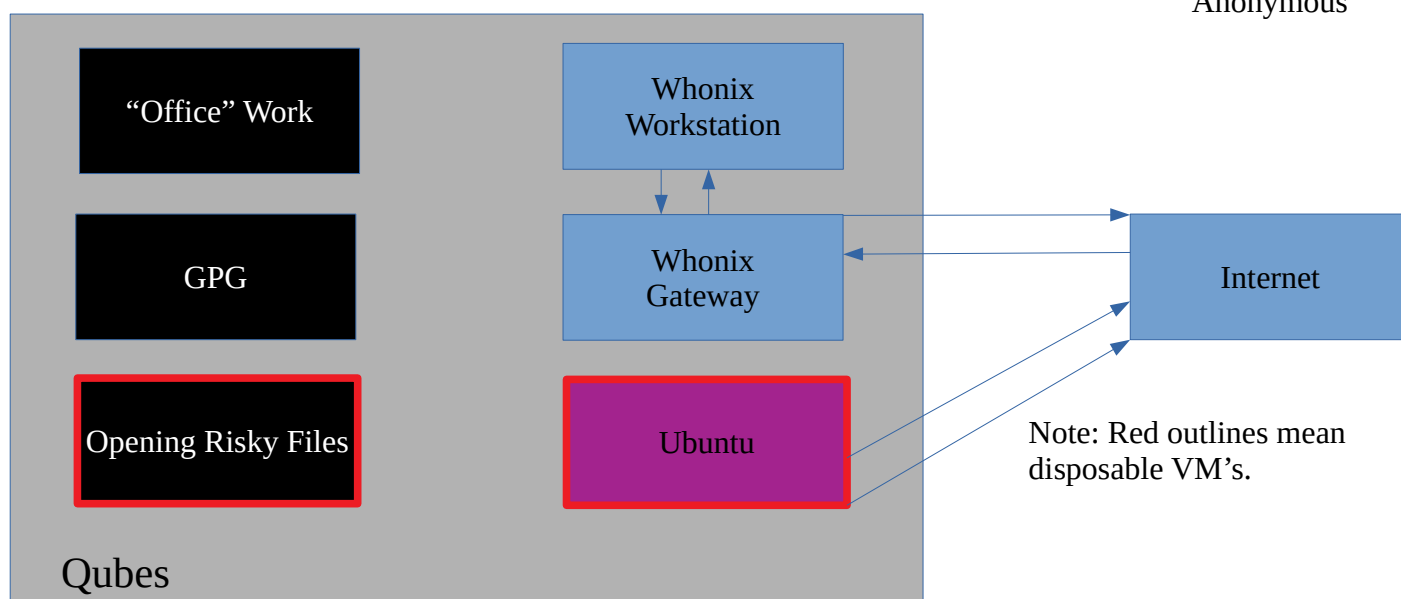 Anonymous
“Office” Work
Whonix
Workstation
GPG
Whonix
Gateway
Internet
Opening Risky Files
Ubuntu
Note: Red outlines mean
disposable VM’s.
Qubes